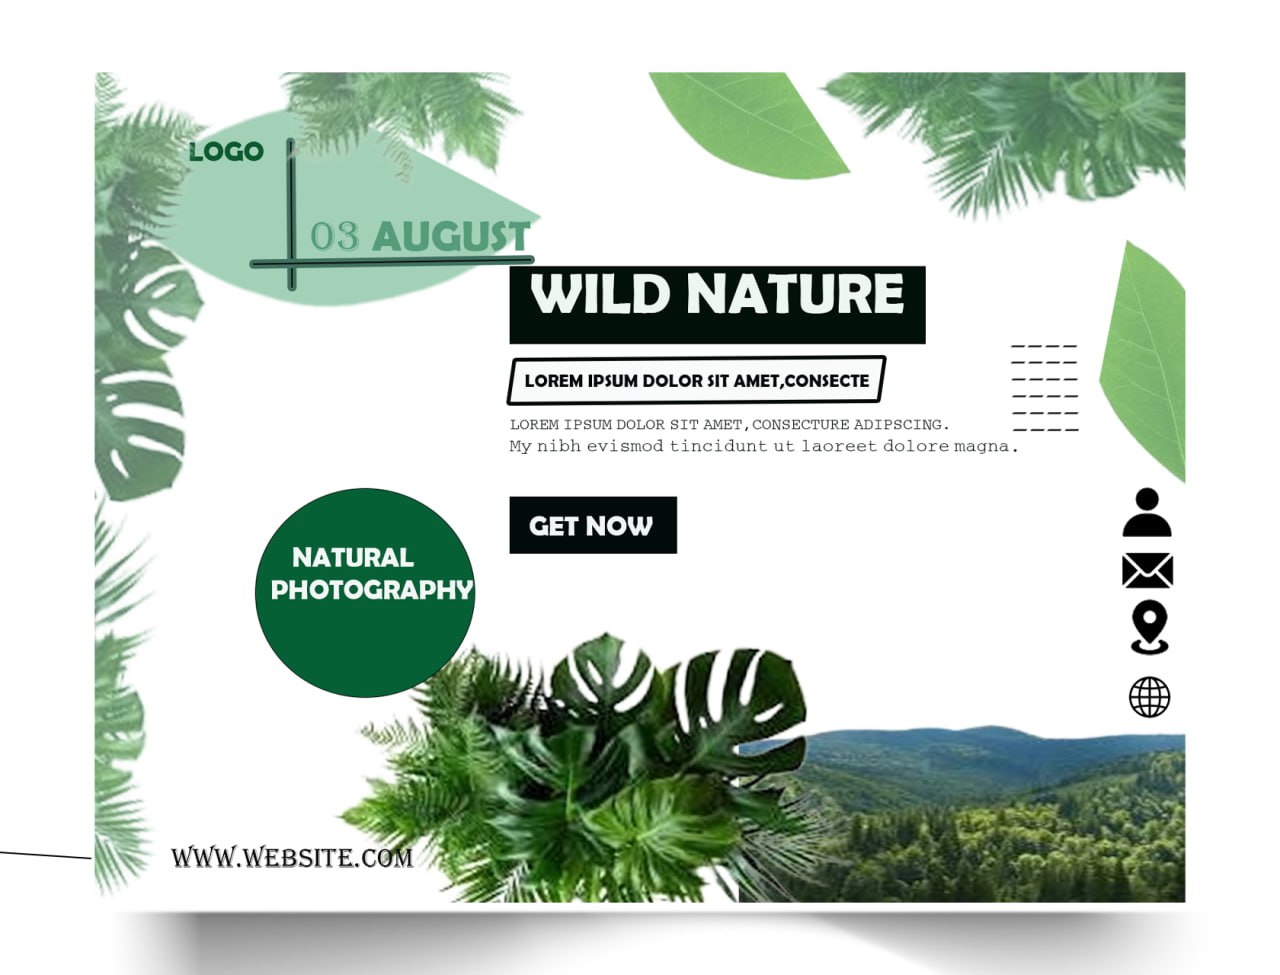 LOGO
03 AUGUST
WILD NATURE
LOREM IPSUM DOLOR SIT AMET,CONSECTE
LOREM IPSUM DOLOR SIT AMET,CONSECTURE ADIPSCING.
My nibh evismod tincidunt ut laoreet dolore magna.
GET NOW
NATURAL
PHOTOGRAPHY
WWW.WEBSITE.COM